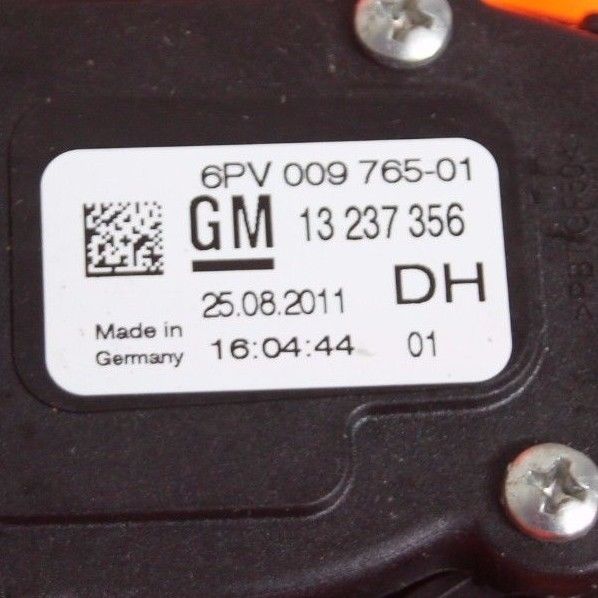 6PV 009 765-01
GM 13 237 356
25.08.2011 DH
Made in
Germany
16:04:44 01